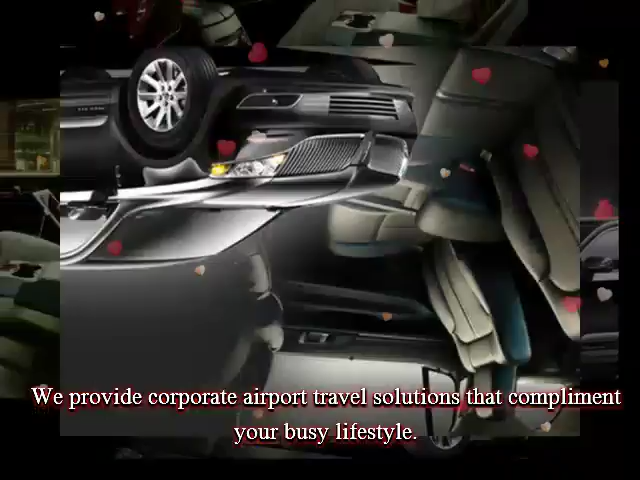 We provide corporate airport travel solutions that compliment
your busy lifestyle.